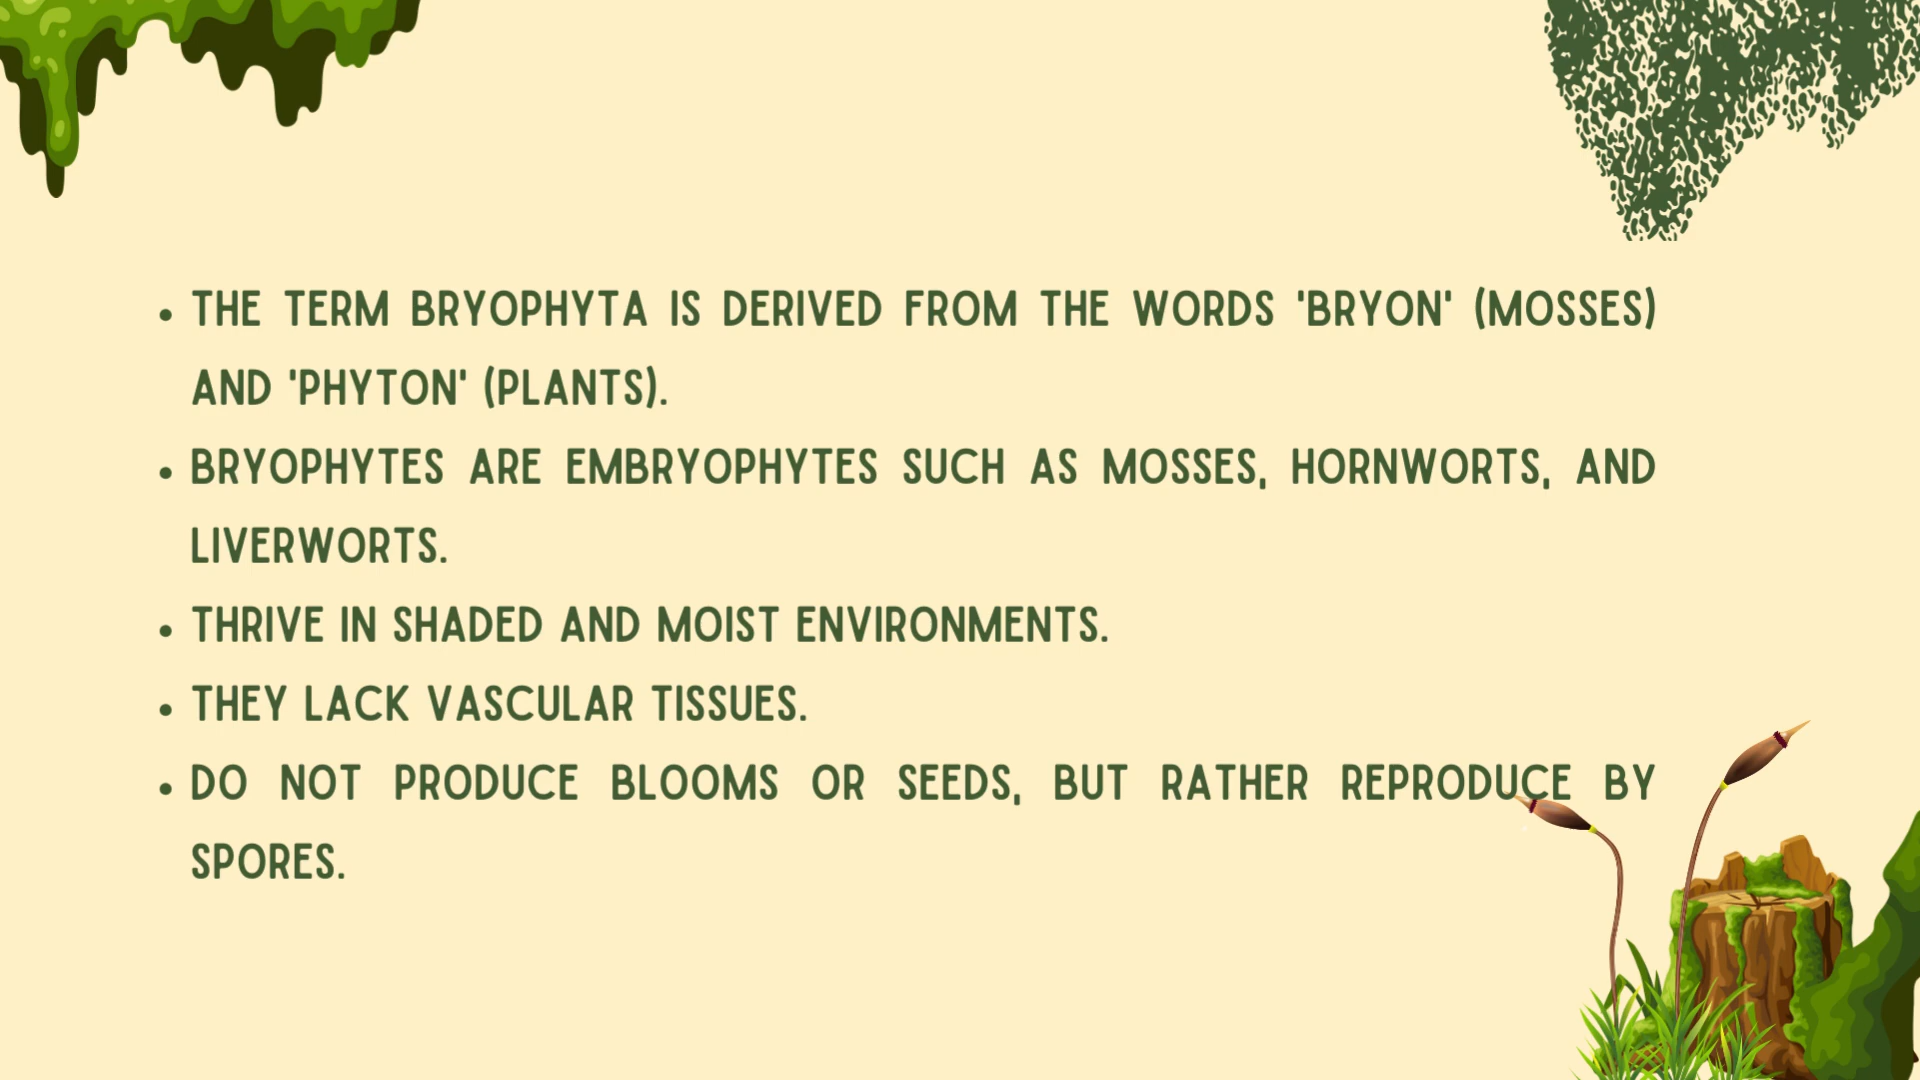 • THE TERM BRYOPHYTA IS DERIVED FROM THE WORDS 'BRYON' (MOSSES)
AND 'PHYTON' (PLANTS).
• BRYOPHYTES ARE EMBRYOPHYTES SUCH AS MOSSES, HORNWORTS, AND
LIVERWORTS.
• THRIVE IN SHADED AND MOIST ENVIRONMENTS.
• THEY LACK VASCULAR TISSUES.
• DO NOT PRODUCE BLOOMS OR SEEDS, BUT RATHER REPRODUCE BY
SPORES.